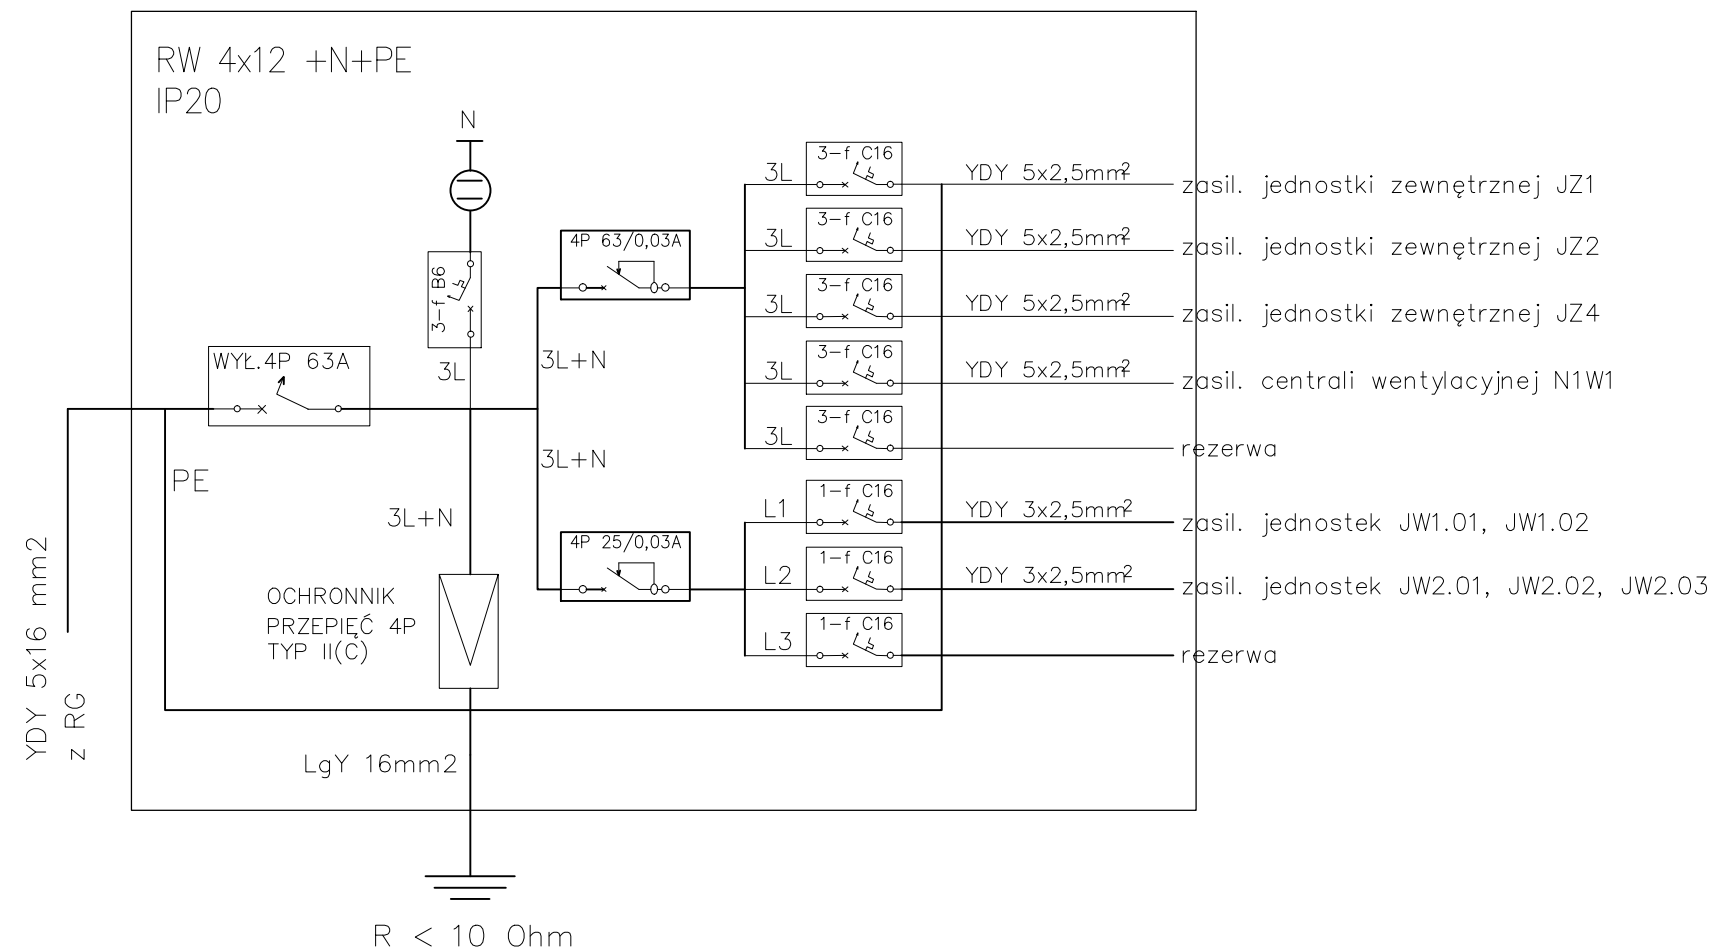 RW 4x12 +N+PE
IP20
N
3-f B6
3L
WYŁ.4P 63A
PE
YDY 5x16 mm2
z RG
3L+N
3L+N
3L+N
OCHRONNIK
PRZEPIĘĆ 4P
TYP II(C)
LgY 16mm2
R < 10 Ohm
4P 63/0,03A
4P 25/0,03A
3L 3-f C16 YDY 5x2,5mm² zasil. jednostki zewnętrznej JZ1
3L 3-f C16 YDY 5x2,5mm² zasil. jednostki zewnętrznej JZ2
3L 3-f C16 YDY 5x2,5mm² zasil. jednostki zewnętrznej JZ4
3L 3-f C16 YDY 5x2,5mm² zasil. centrali wentylacyjnej N1W1
3L 3-f C16 rezerwa
L1 1-f C16 YDY 3x2,5mm² zasil. jednostek JW1.01, JW1.02
L2 1-f C16 YDY 3x2,5mm² zasil. jednostek JW2.01, JW2.02, JW2.03
L3 1-f C16 rezerwa